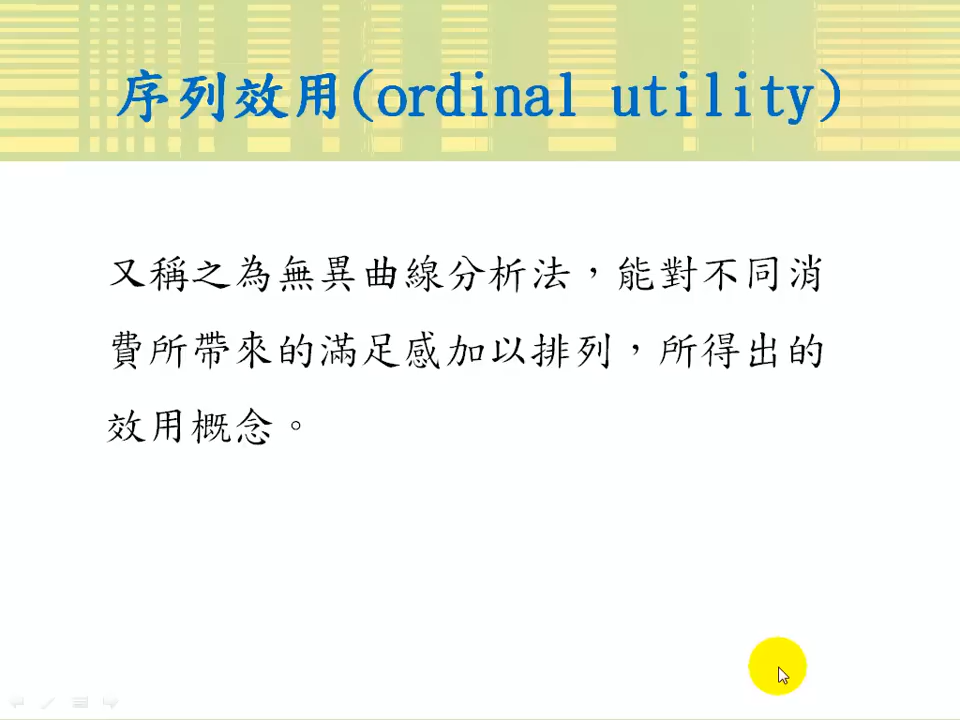 序列效用(ordinal utility)
又稱之為無異曲線分析法，能對不同消
費所帶來的滿足感加以排列，所得出的
效用概念。